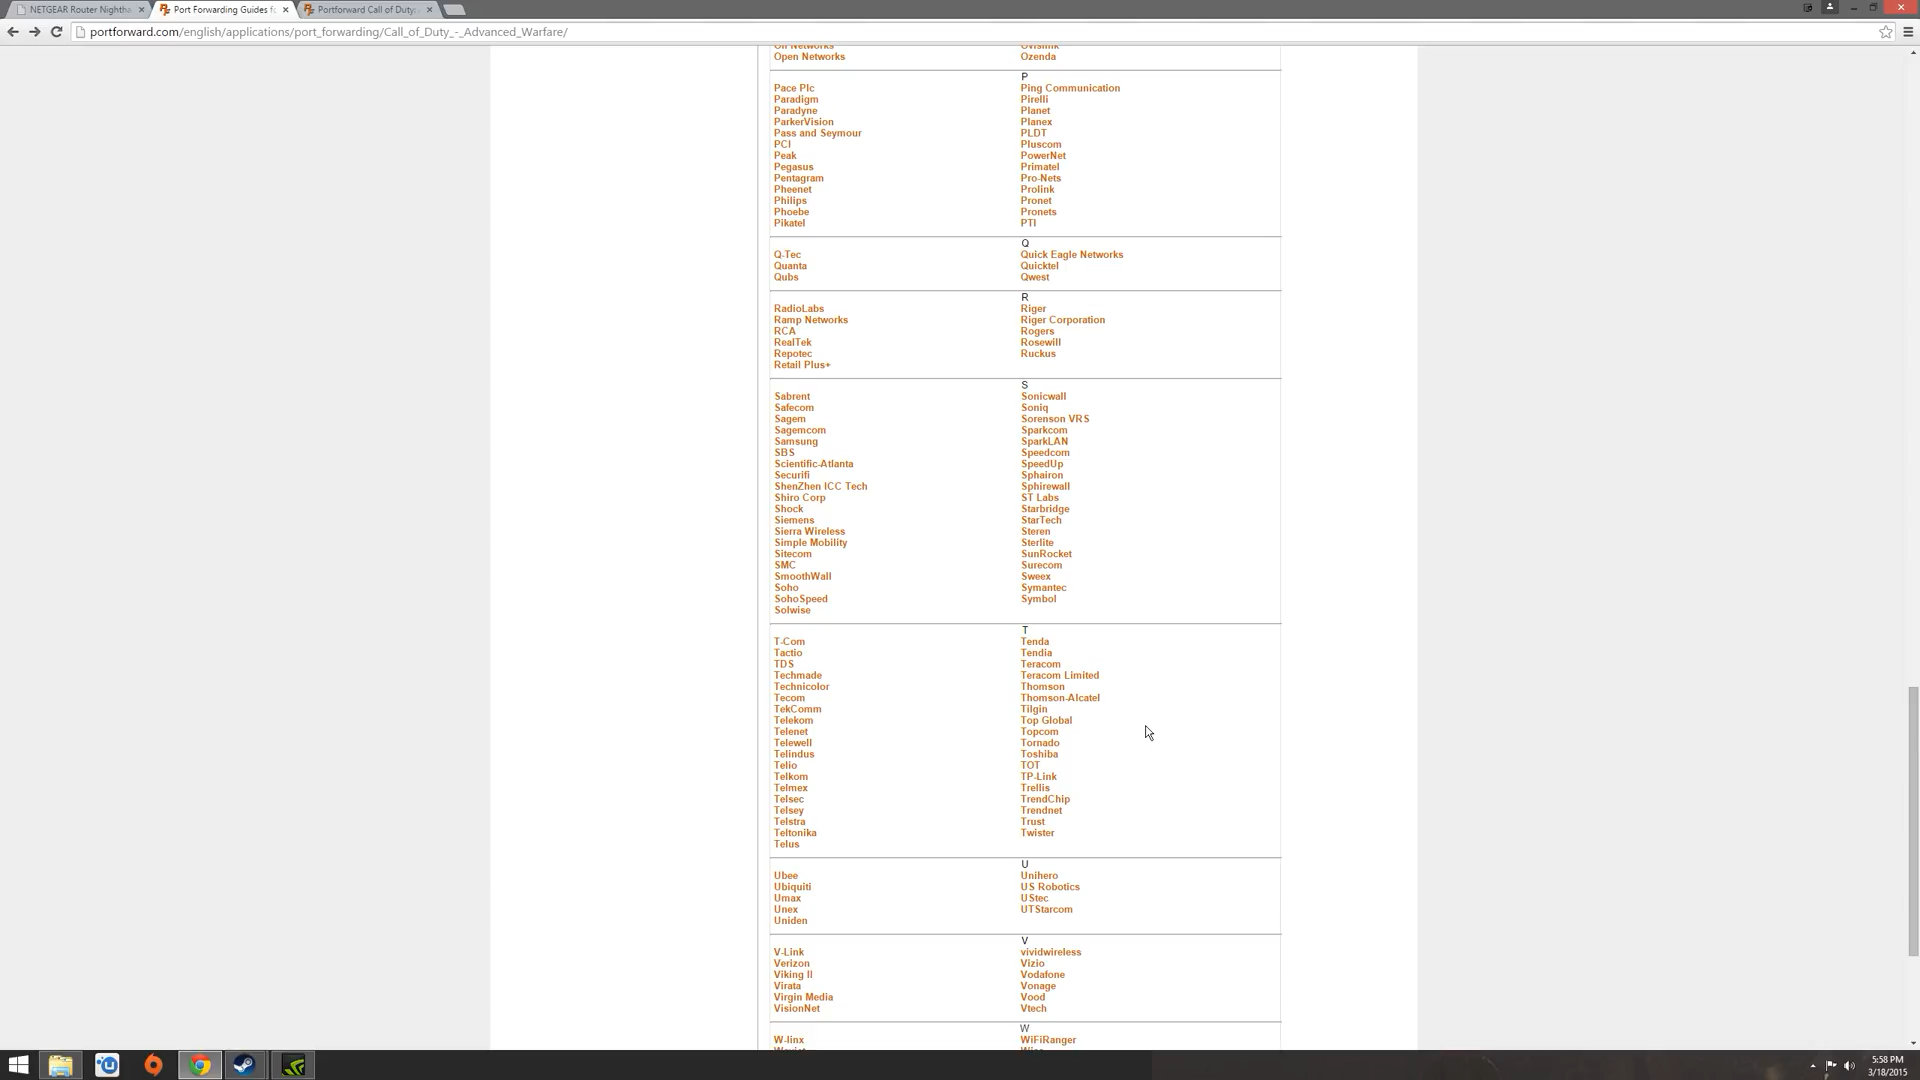 NETGEAR Router Nightha
Port Forwarding Guides fo
Portforward Call of Duty:
portforward.com/english/applications/port_forwarding/Call_of_Duty_-_Advanced_Warfare/
On Networks
Ovislink
Open Networks
Ozenda
P
Pace Plc
Paradigm
Paradyne
ParkerVision
Pass and Seymour
PCI
Peak
Pegasus
Pentagram
Pheenet
Philips
Phoebe
Pikatel
Ping Communication
Pirelli
Planet
Planex
PLDT
Pluscom
PowerNet
Primatel
Pro-Nets
Prolink
Pronet
Pronets
PTI
Q
Q-Tec
Quanta
Qubs
Quick Eagle Networks
Quicktel
Qwest
R
RadioLabs
Ramp Networks
RCA
RealTek
Repotec
Retail Plus+
Riger
Riger Corporation
Rogers
Rosewill
Ruckus
S
Sabrent
Safecom
Sagem
Sagemcom
Samsung
SBS
Scientific-Atlanta
Securifi
ShenZhen ICC Tech
Shiro Corp
Shock
Siemens
Sierra Wireless
Simple Mobility
Sitecom
SMC
SmoothWall
Soho
SohoSpeed
Solwise
Sonicwall
Soniq
Sorenson VRS
Sparkcom
SparkLAN
Speedcom
SpeedUp
Sphairon
Sphirewall
ST Labs
Starbridge
StarTech
Steren
Sterlite
SunRocket
Surecom
Sweex
Symantec
Symbol
T
T-Com
Tactio
TDS
Techmade
Technicolor
Tecom
TekComm
Telekom
Telenet
Telewell
Telindus
Telio
Telkom
Telmex
Telsec
Telsey
Telstra
Teltonika
Telus
Tenda
Tendia
Teracom
Teracom Limited
Thomson
Thomson-Alcatel
Tilgin
Top Global
Topcom
Tornado
Toshiba
TOT
TP-Link
Trellis
TrendChip
Trendnet
Trust
Twister
U
Ubee
Ubiquiti
Umax
Unex
Uniden
Unihero
US Robotics
UStec
UTStarcom
V
V-Link
Verizon
Viking II
Virata
Virgin Media
VisionNet
vividwireless
Vizio
Vodafone
Vonage
Vood
Vtech
W
W-linx
WiFiRanger
5:58 PM
3/18/2015